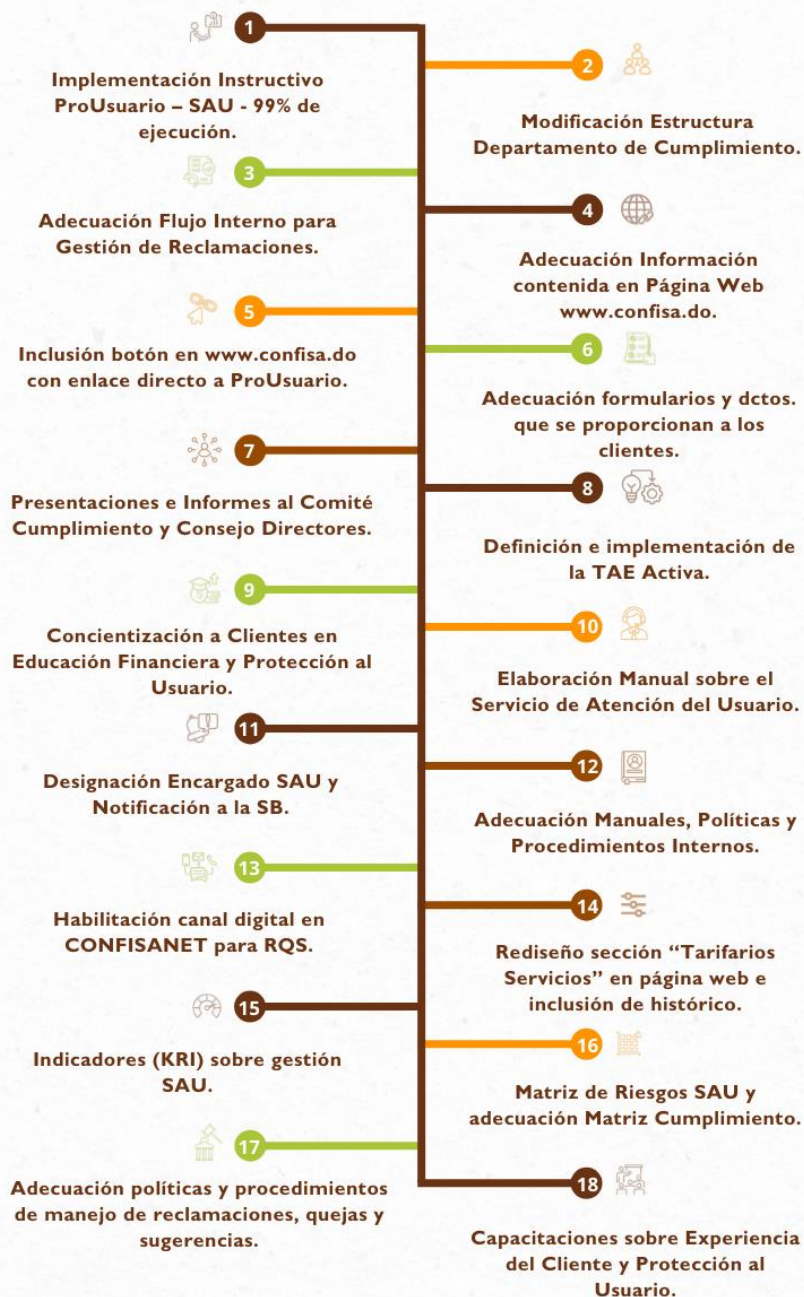 1
Implementación Instructivo
ProUsuario – SAU - 99% de
ejecución.
2
Modificación Estructura
Departamento de Cumplimiento.
3
Adecuación Flujo Interno para
Gestión de Reclamaciones.
4
Adecuación Información
contenida en Página Web
www.confisa.do.
5
Inclusión botón en www.confisa.do
con enlace directo a ProUsuario.
6
Adecuación formularios y dctos.
que se proporcionan a los
clientes.
7
Presentaciones e Informes al Comité
Cumplimiento y Consejo Directores.
8
Definición e implementación de
la TAE Activa.
9
Concientización a Clientes en
Educación Financiera y Protección al
Usuario.
10
Elaboración Manual sobre el
Servicio de Atención del Usuario.
11
Designación Encargado SAU y
Notificación a la SB.
12
Adecuación Manuales, Políticas y
Procedimientos Internos.
13
Habilitación canal digital en
CONFISANET para RQS.
14
Rediseño sección “Tarifarios
Servicios” en página web e
inclusión de histórico.
15
Indicadores (KRI) sobre gestión
SAU.
16
Matriz de Riesgos SAU y
adecuación Matriz Cumplimiento.
17
Adecuación políticas y procedimientos
de manejo de reclamaciones, quejas y
sugerencias.
18
Capacitaciones sobre Experiencia
del Cliente y Protección al
Usuario.